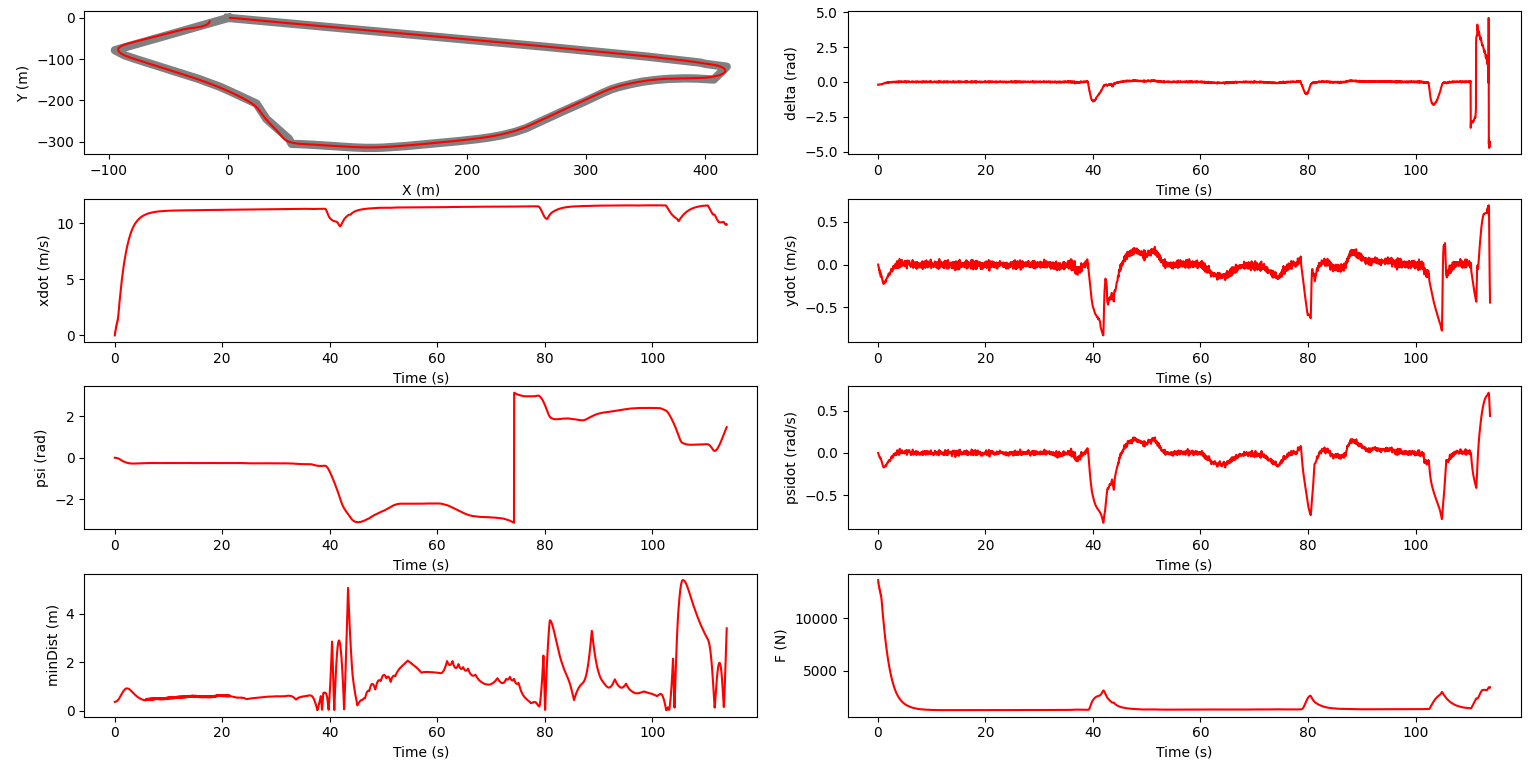 0
−100
−200
−300
Y (m)
−100 0 100 200 300 400
X (m)
5.0
2.5
0.0
−2.5
−5.0
delta (rad)
0 20 40 60 80 100
Time (s)
10
5
0
xdot (m/s)
0 20 40 60 80 100
Time (s)
0.5
0.0
−0.5
ydot (m/s)
0 20 40 60 80 100
Time (s)
2
0
−2
psi (rad)
0 20 40 60 80 100
Time (s)
0.5
0.0
−0.5
psidot (rad/s)
0 20 40 60 80 100
Time (s)
4
2
0
minDist (m)
0 20 40 60 80 100
Time (s)
10000
5000
F (N)
0 20 40 60 80 100
Time (s)